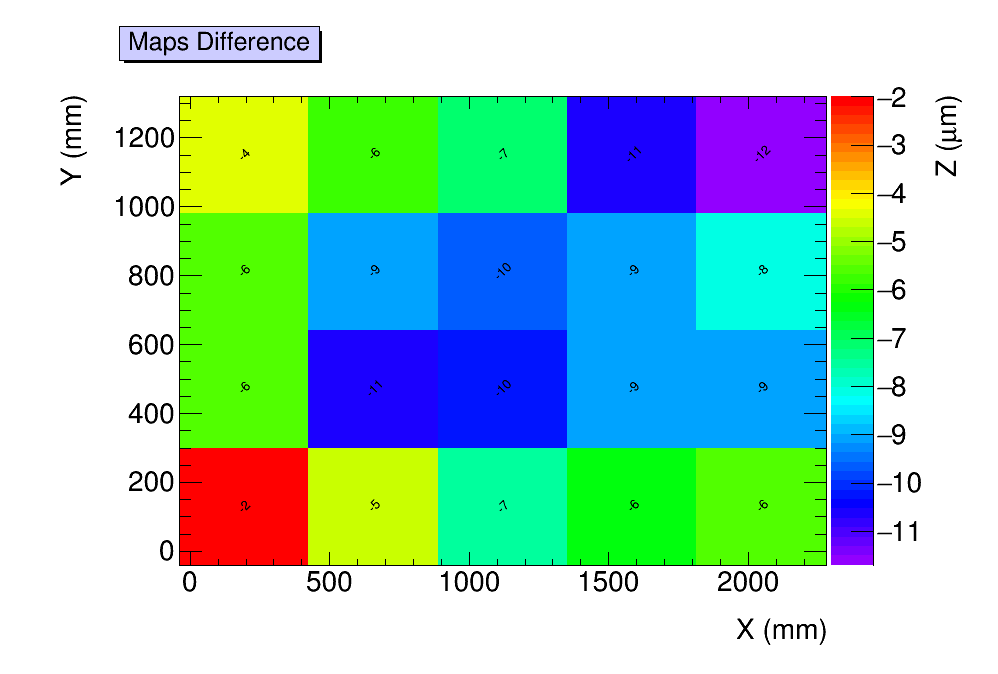 Maps Difference
Y (mm)
Z (μm)
1200
1000
800
600
400
200
0
-4 -6 -7 -11 -12
-6 -9 -10 -9 -8
-6 -11 -10 -9 -9
-2 -5 -7 -6 -6
−2
−3
−4
−5
−6
−7
−8
−9
−10
−11
0 500 1000 1500 2000
X (mm)